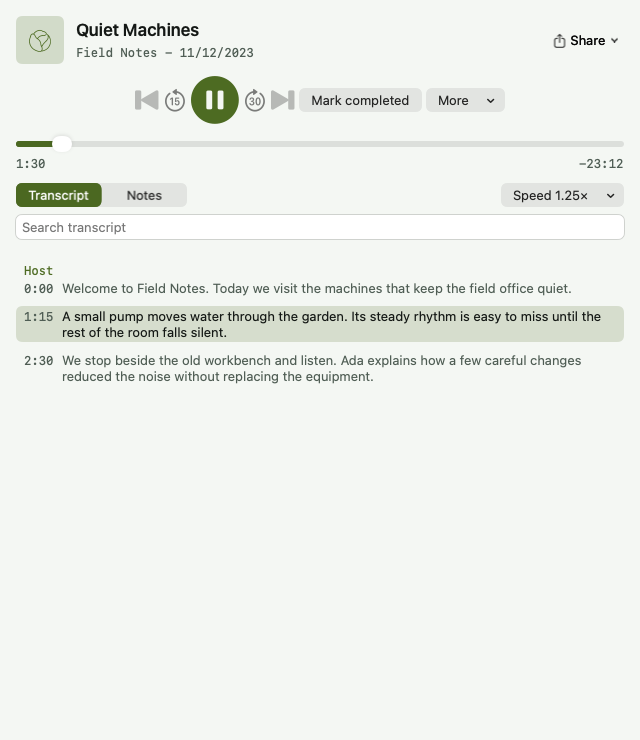 Quiet Machines
Field Notes – 11/12/2023
Share
15
30
Mark completed
More
1:30
−23:12
Transcript
Notes
Speed 1.25×
Search transcript
Host
0:00 Welcome to Field Notes. Today we visit the machines that keep the field office quiet.
1:15 A small pump moves water through the garden. Its steady rhythm is easy to miss until the
rest of the room falls silent.
2:30 We stop beside the old workbench and listen. Ada explains how a few careful changes
reduced the noise without replacing the equipment.